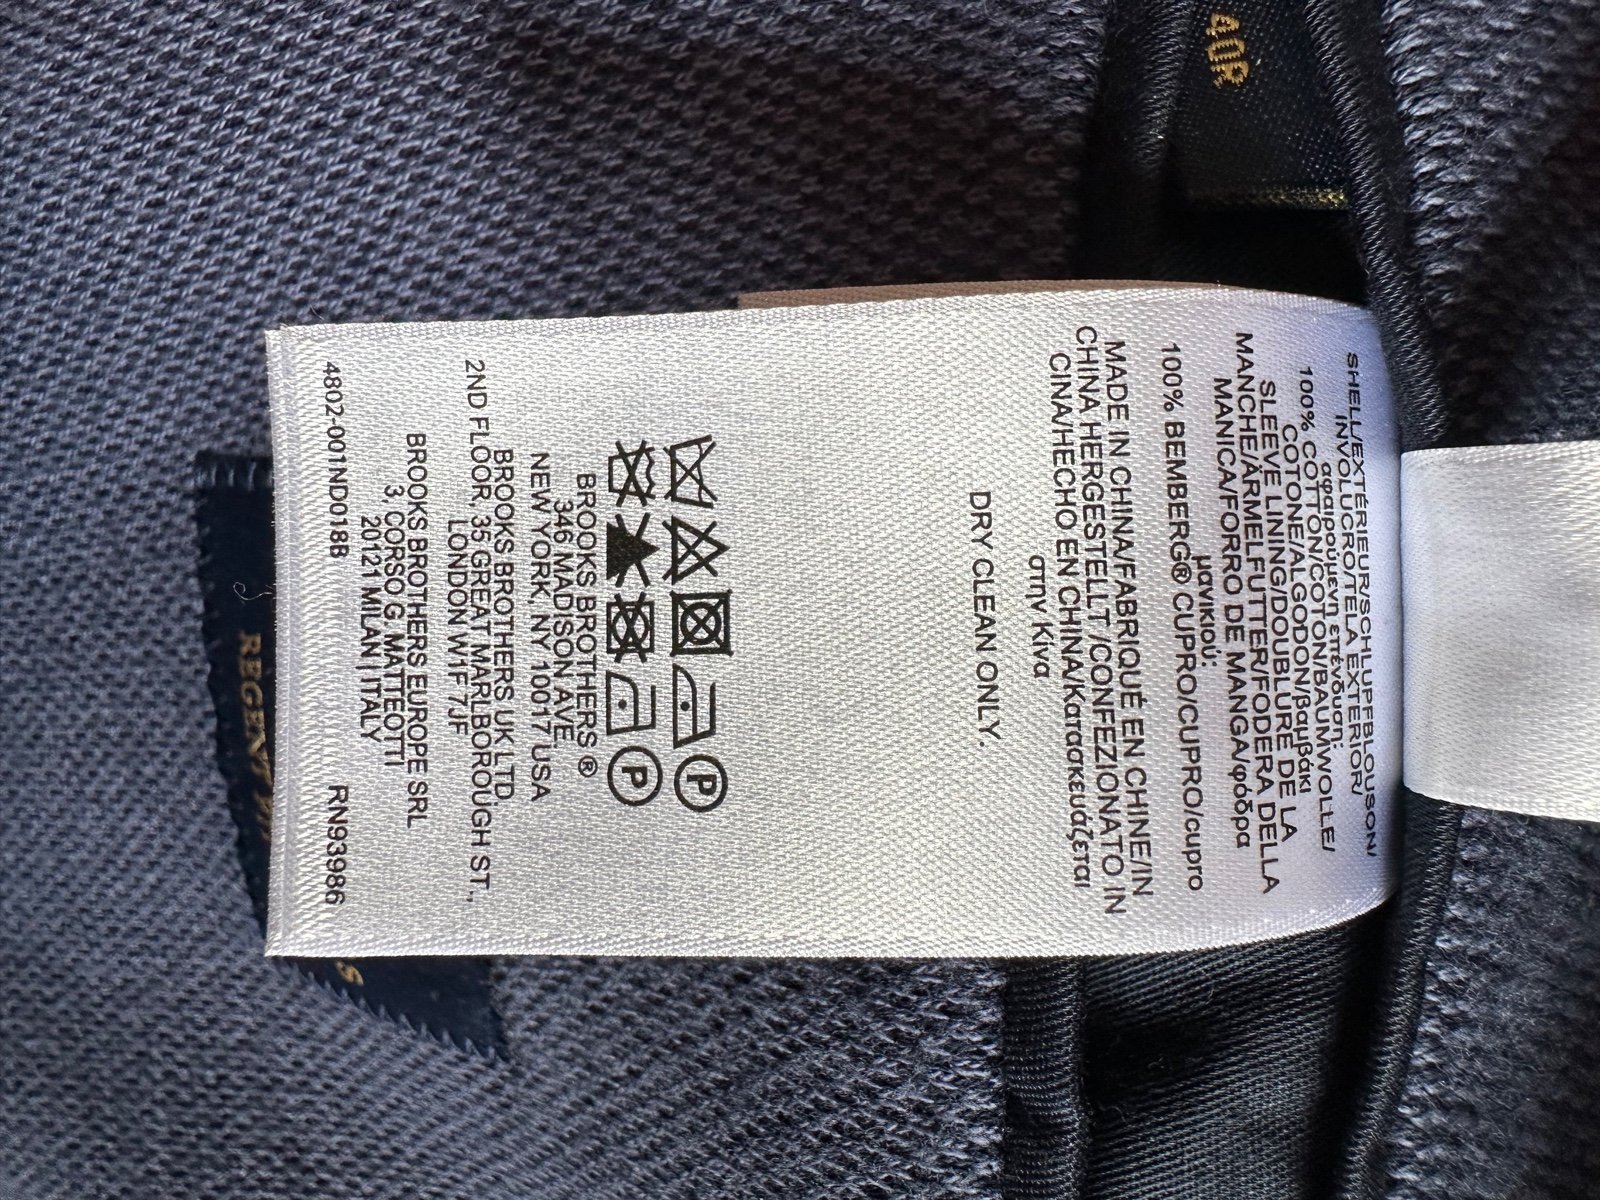 40R
SHELL/EXTÉRIEUR/SCHLUPFBLOUSON/
INVOLUCRO/TELA EXTERIOR/
αφαιρούμενη επένδυση:
100% COTTON/COTON/BAUMWOLLE/
COTONE/ALGODON/βαμβάκι
SLEEVE LINING/DOUBLURE DE LA
MANCHE/ÄRMELFUTTER/FODERA DELLA
MANICA/FORRO DE MANGA/φόδρα
μανικιού:
100% BEMBERG® CUPRO/CUPRO/cupro
MADE IN CHINA/FABRIQUÉ EN CHINE/IN
CHINA HERGESTELLT /CONFEZIONATO IN
CINA/HECHO EN CHINA/Κατασκευάζεται
στην Κίνα
DRY CLEAN ONLY.
P
P
BROOKS BROTHERS ®
346 MADISON AVE.
NEW YORK, NY 10017 USA
BROOKS BROTHERS UK LTD.
2ND FLOOR, 35 GREAT MARLBOROUGH ST.,
LONDON W1F 7JF
BROOKS BROTHERS EUROPE SRL
3, CORSO G. MATTEOTTI
20121 MILAN | ITALY
4802-001ND018B RN93986
REGENT
S